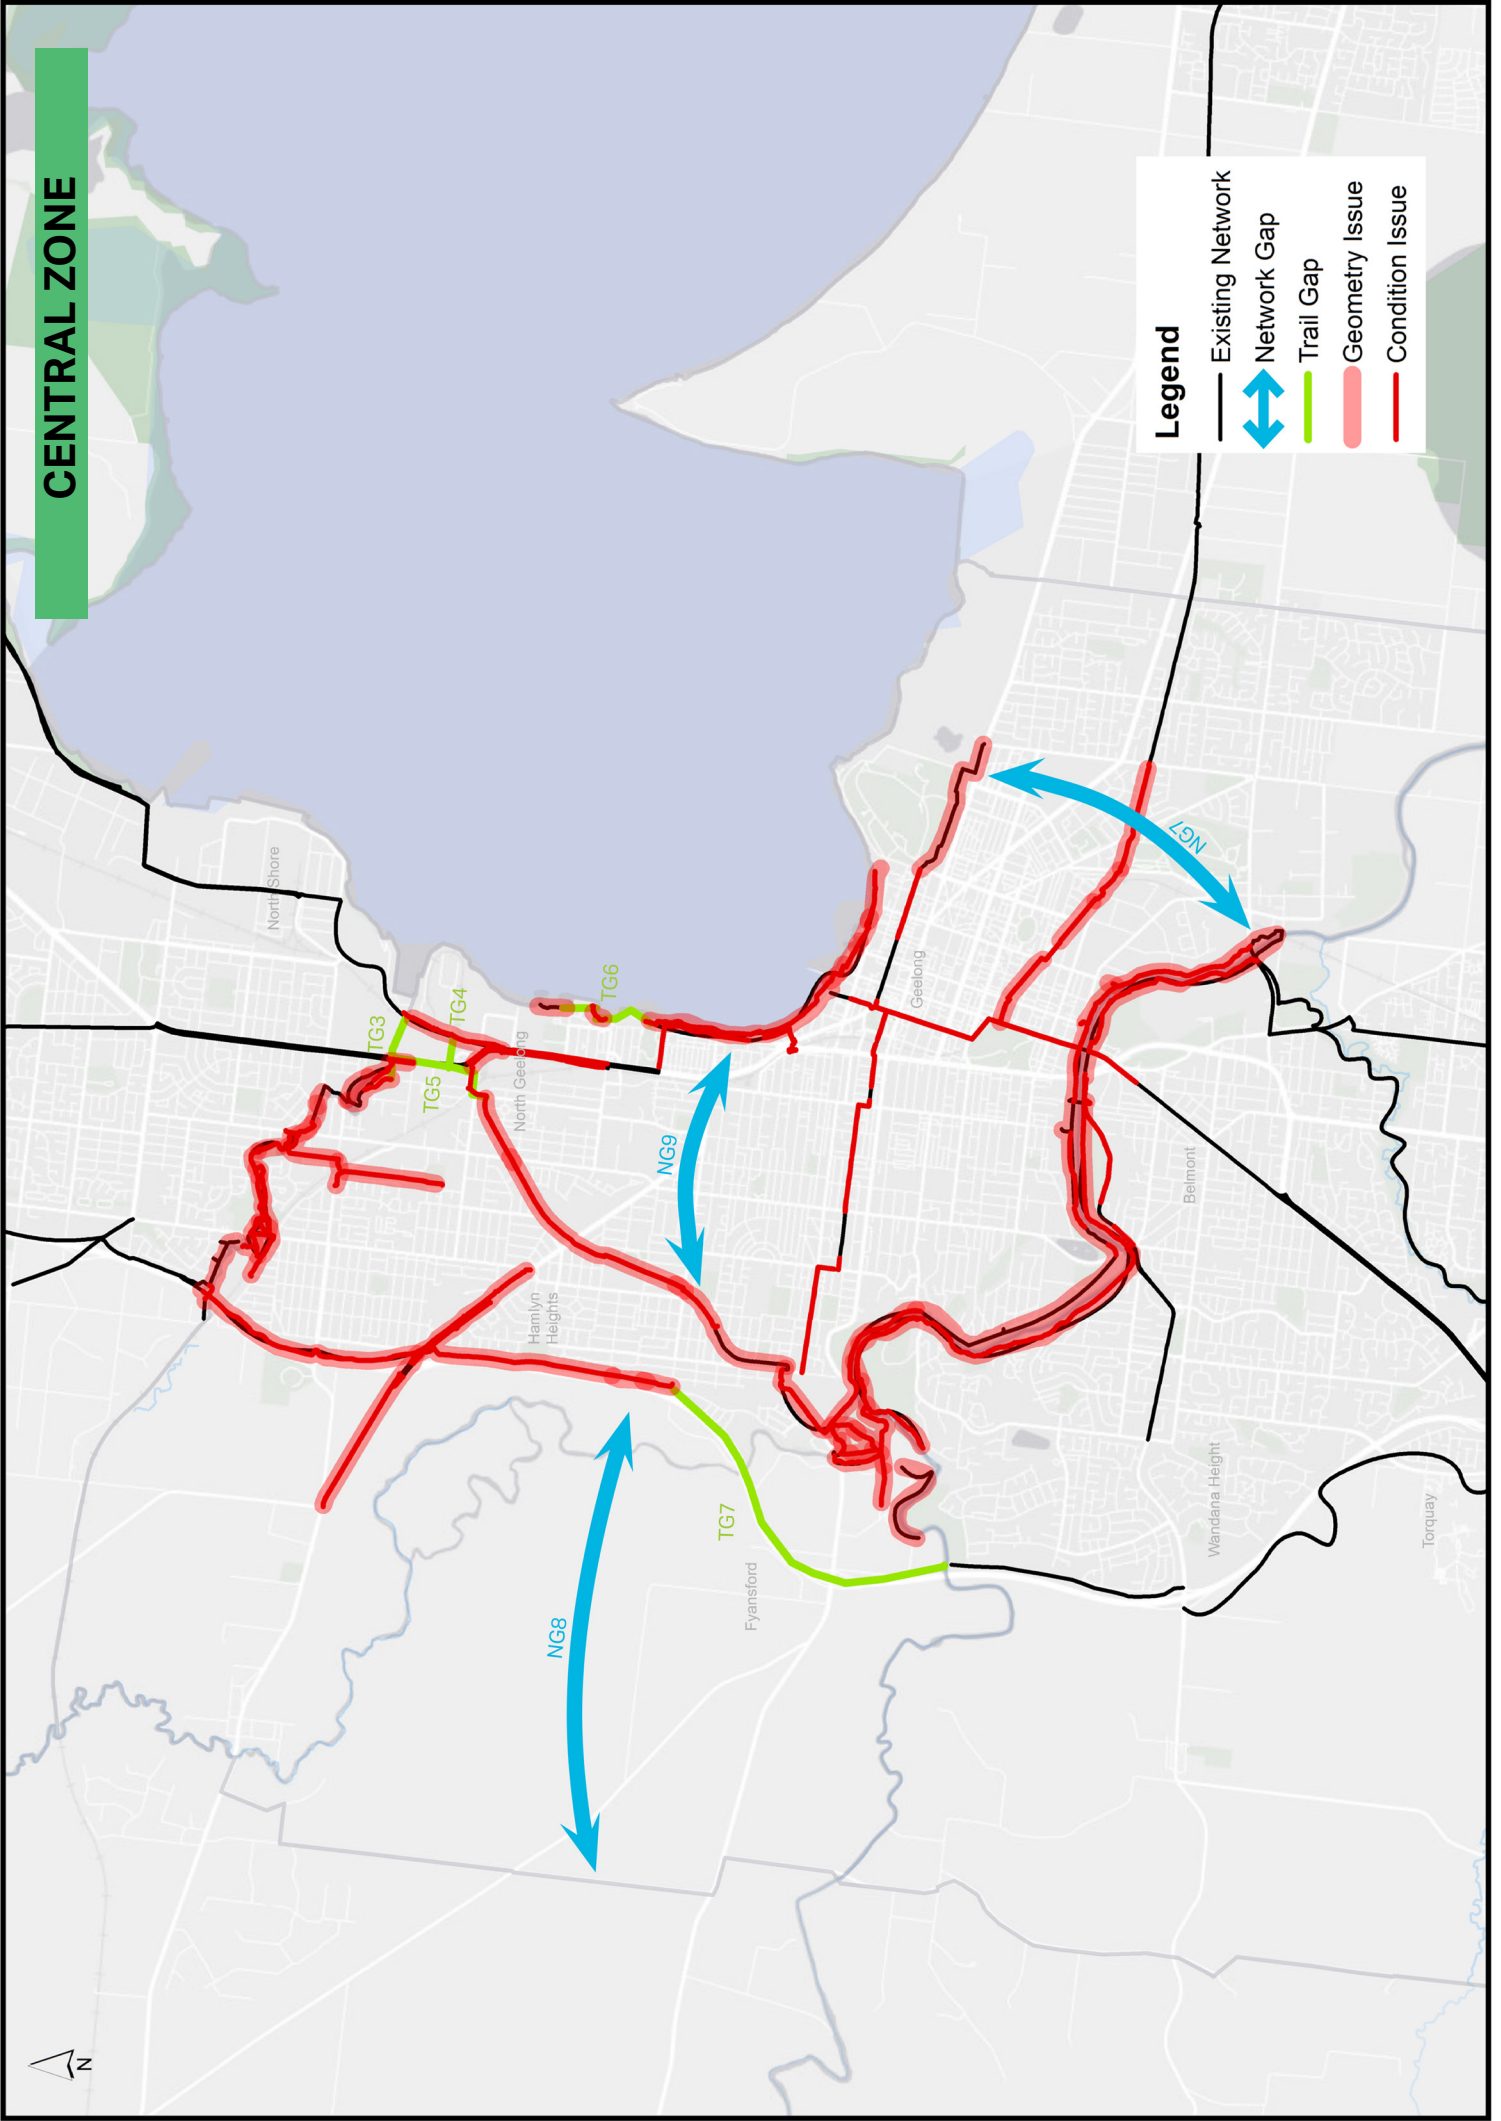 CENTRAL ZONE
Legend
Existing Network
Network Gap
Trail Gap
Geometry Issue
Condition Issue
North Shore
TG3
TG4
TG5
TG6
North Geelong
NG9
Hamlyn
Heights
NG7
Geelong
Belmont
NG8
TG7
Fyansford
Wandana Height
Torquay
N